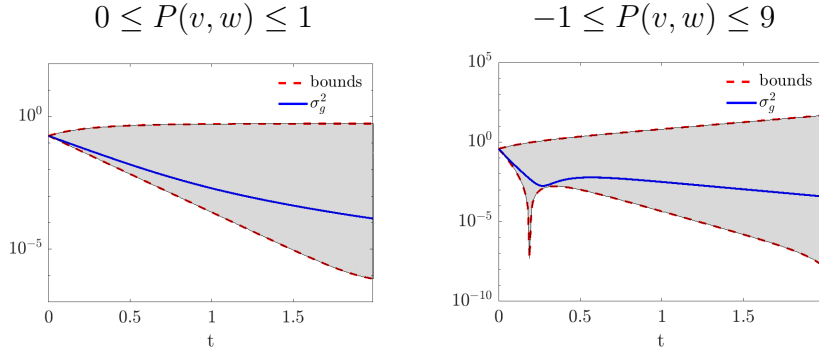 0 ≤ P(v, w) ≤ 1
10^0
10^{-5}
bounds
σ_g^2
0 0.5 1 1.5
t
−1 ≤ P(v, w) ≤ 9
10^5
10^0
10^{-5}
10^{-10}
bounds
σ_g^2
0 0.5 1 1.5
t